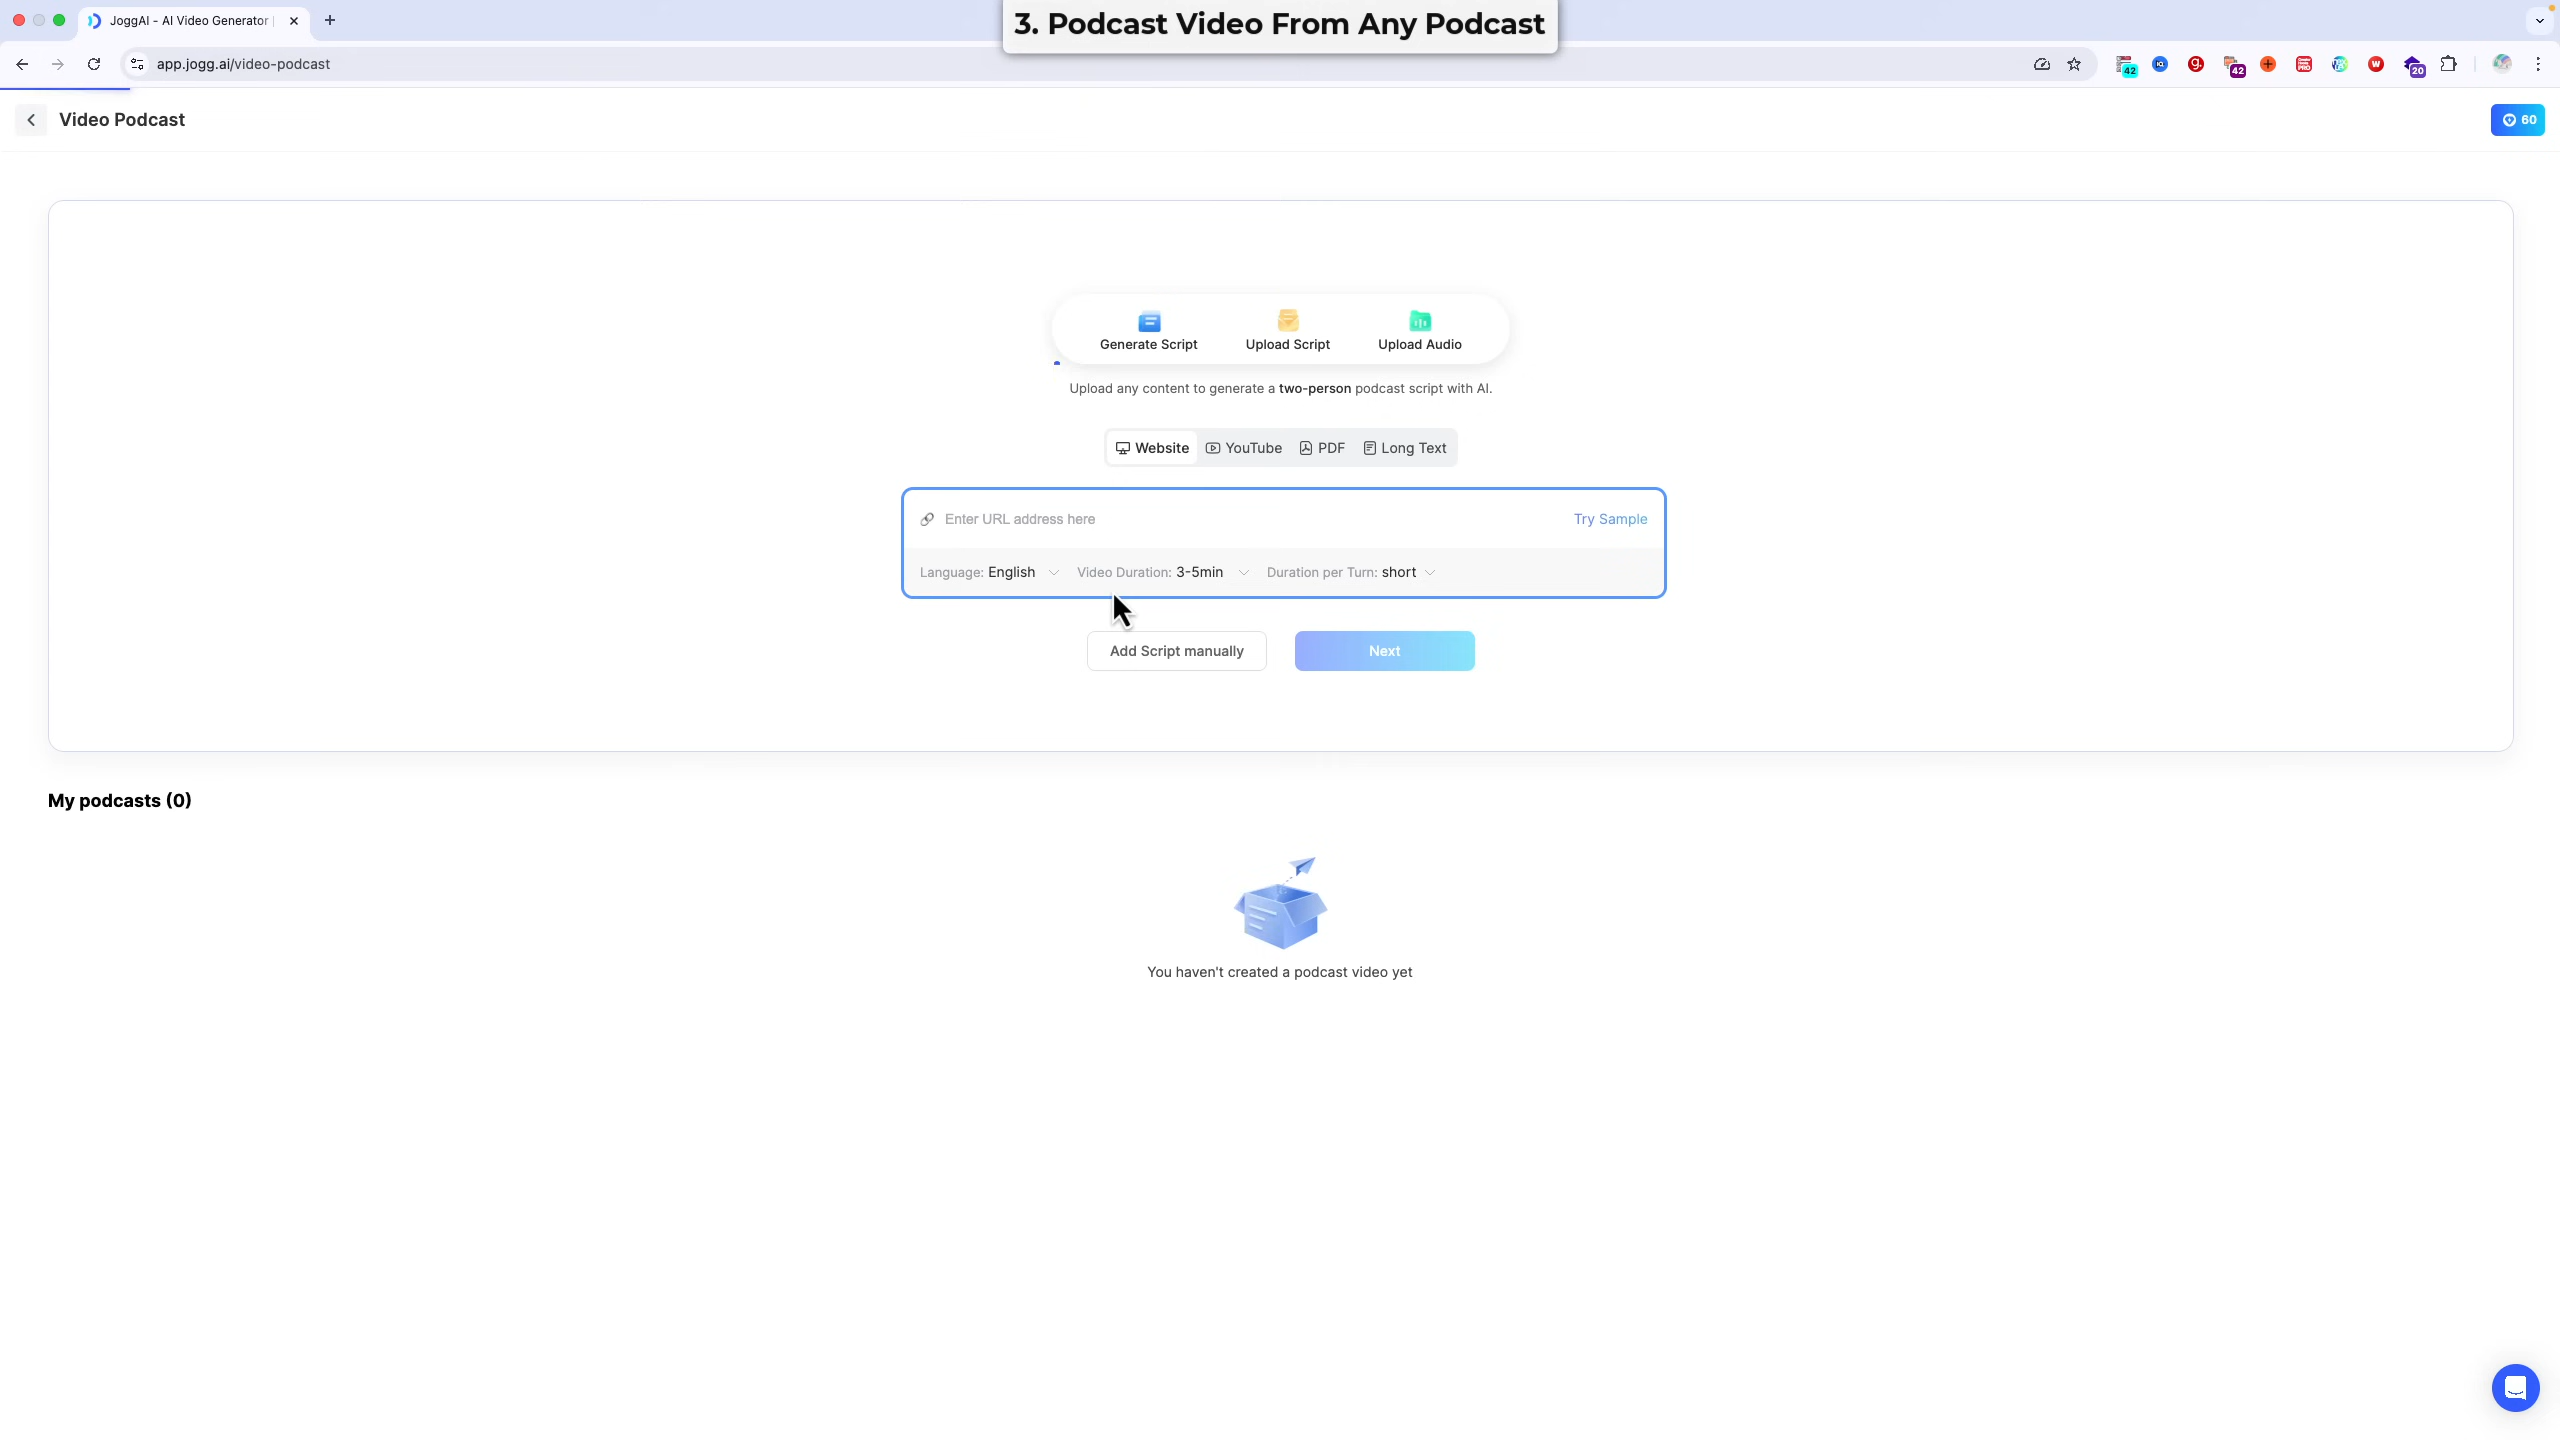 JoggAI - AI Video Generator
3. Podcast Video From Any Podcast
app.jogg.ai/video-podcast
42
42
20
Video Podcast
60
Generate Script
Upload Script
Upload Audio
Upload any content to generate a two-person podcast script with AI.
Website
YouTube
PDF
Long Text
Enter URL address here
Try Sample
Language: English
Video Duration: 3-5min
Duration per Turn: short
Add Script manually
Next
My podcasts (0)
You haven't created a podcast video yet